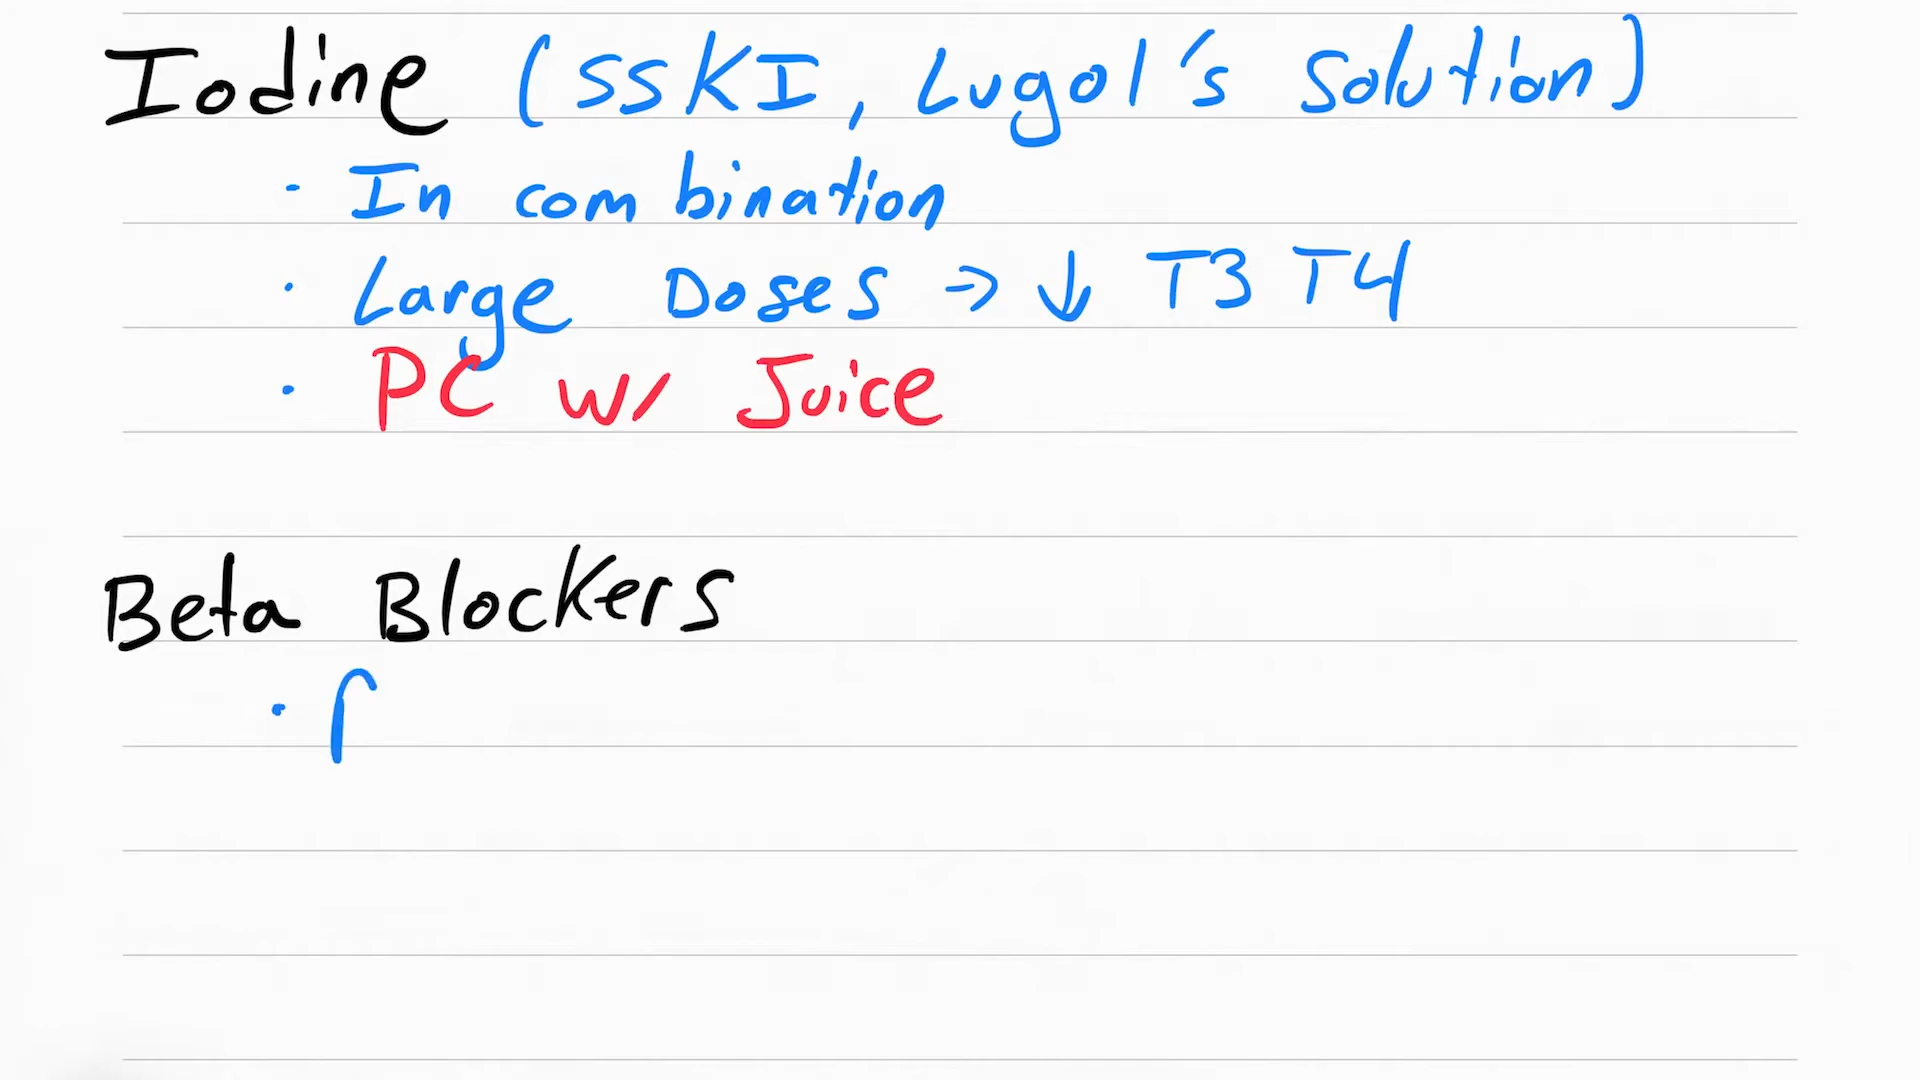 Iodine (SSKI, Lugol's Solution)
· In combination
· Large Doses → ↓ T3 T4
· PC w/ Juice
Beta Blockers
·